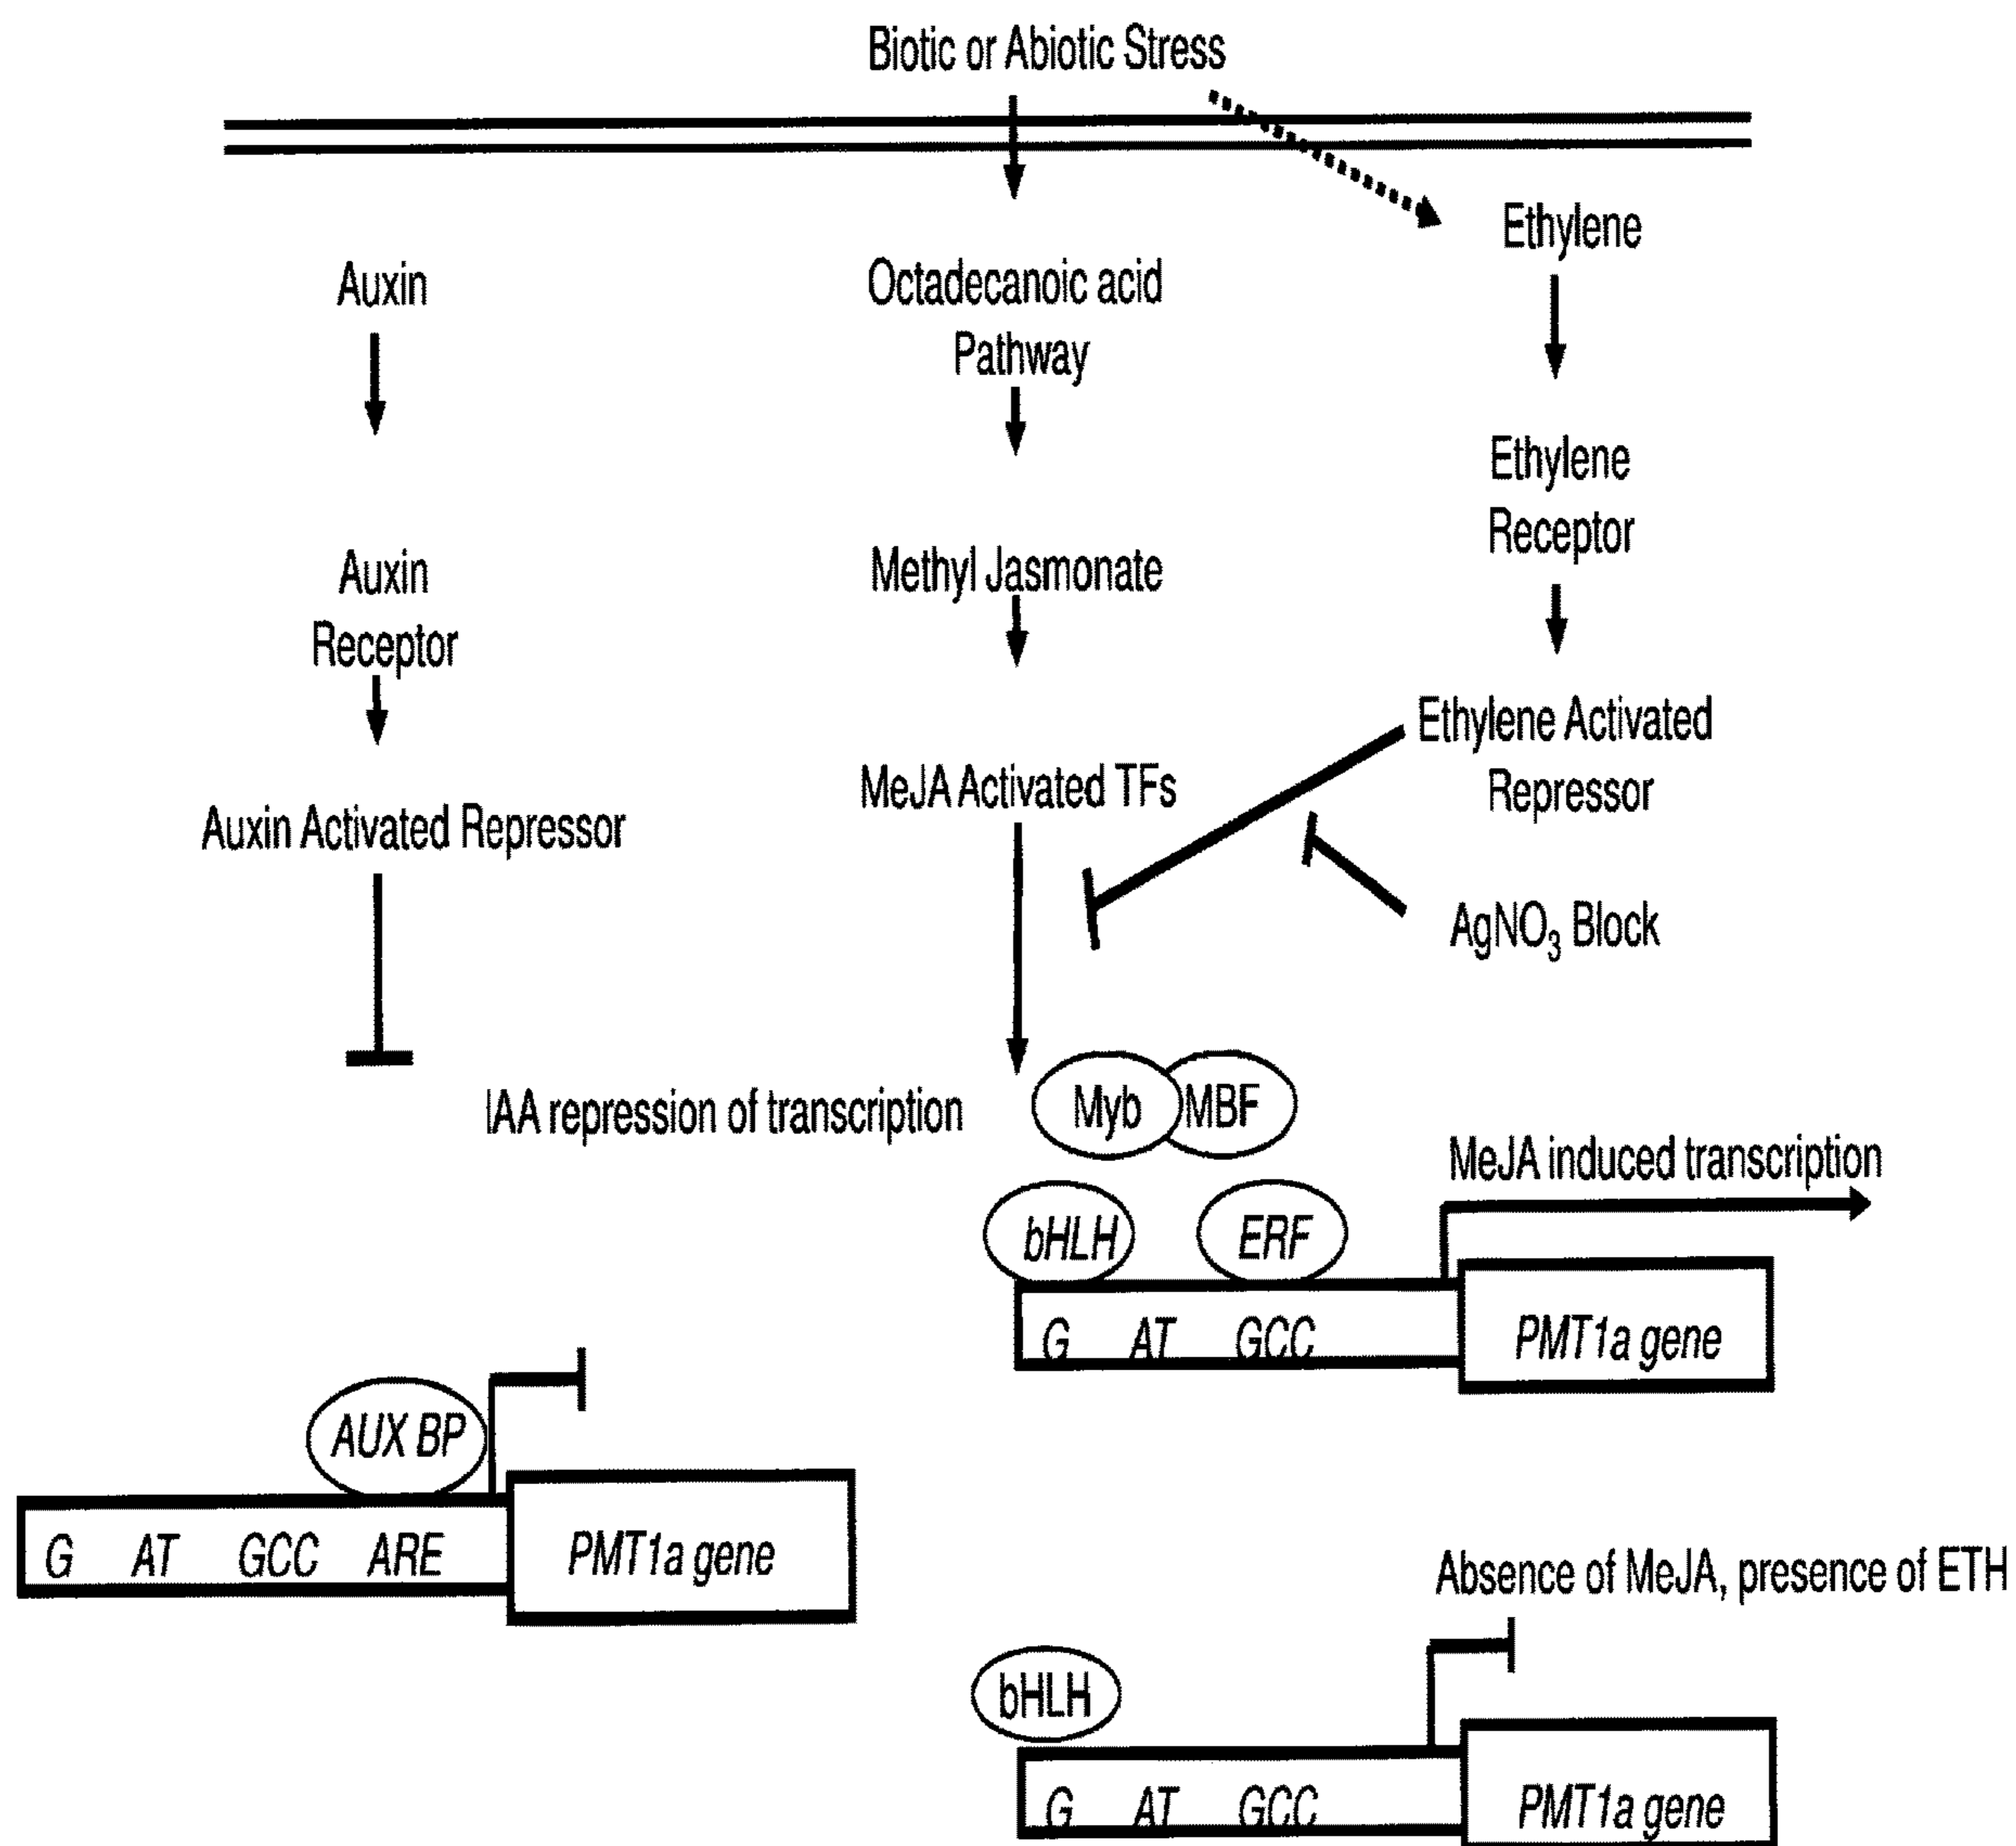 Biotic or Abiotic Stress
Auxin
Octadecanoic acid
Pathway
Ethylene
Auxin
Receptor
Methyl Jasmonate
Ethylene
Receptor
Auxin Activated Repressor
MeJA Activated TFs
Ethylene Activated
Repressor
AgNO₃ Block
IAA repression of transcription
Myb
MBF
MeJA induced transcription
bHLH
ERF
G AT GCC
PMT1a gene
AUX BP
G AT GCC ARE
PMT1a gene
Absence of MeJA, presence of ETH
bHLH
G AT GCC
PMT1a gene